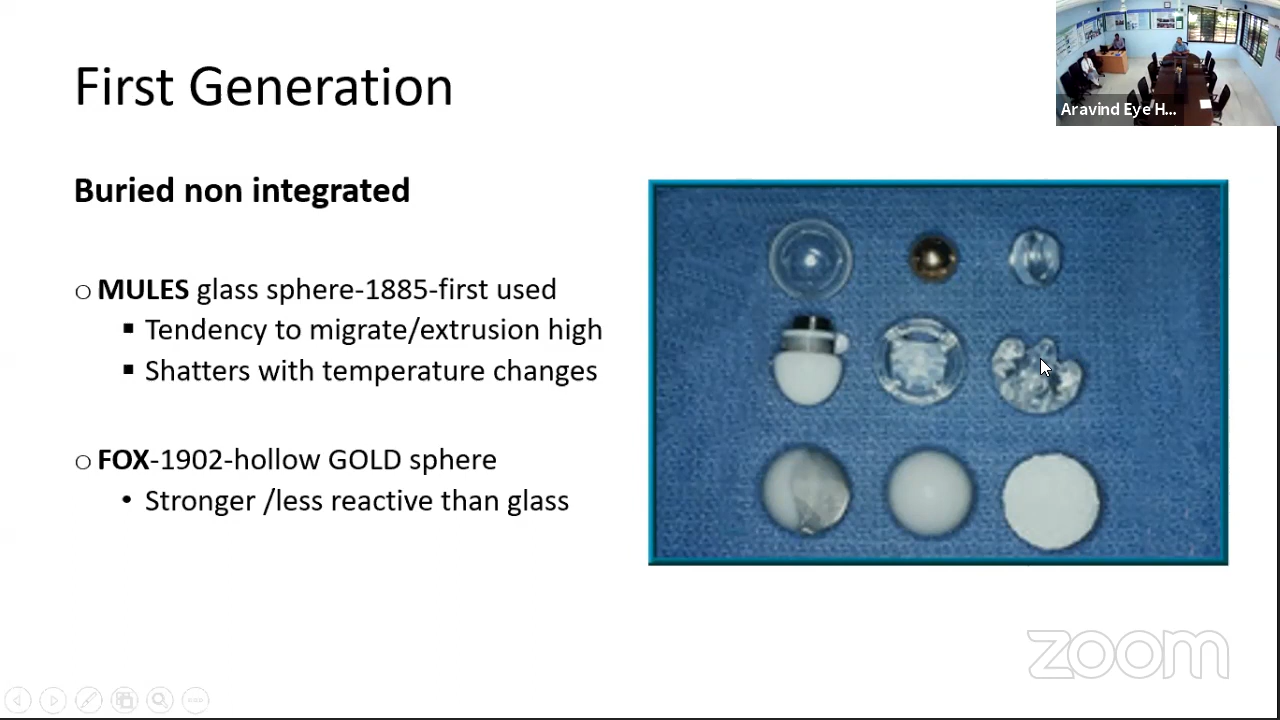 First Generation
Aravind Eye H...
Buried non integrated
○ MULES glass sphere-1885-first used
▪ Tendency to migrate/extrusion high
▪ Shatters with temperature changes
○ FOX-1902-hollow GOLD sphere
• Stronger /less reactive than glass
zoom